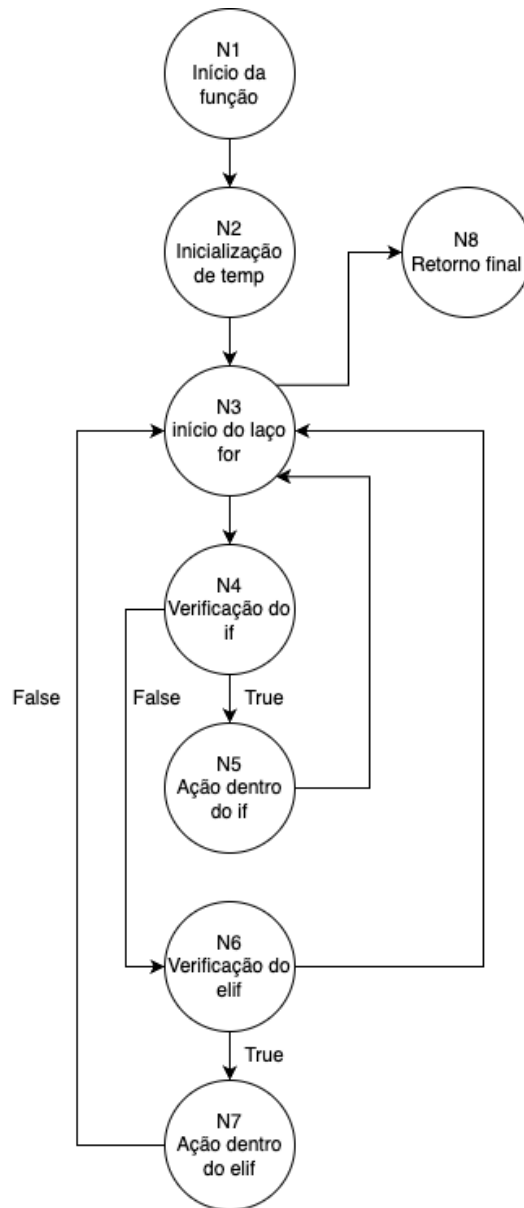 N1
Início da
função
N2
Inicialização
de temp
N8
Retorno final
N3
início do laço
for
N4
Verificação do
if
False
False
True
N5
Ação dentro
do if
N6
Verificação do
elif
True
N7
Ação dentro
do elif